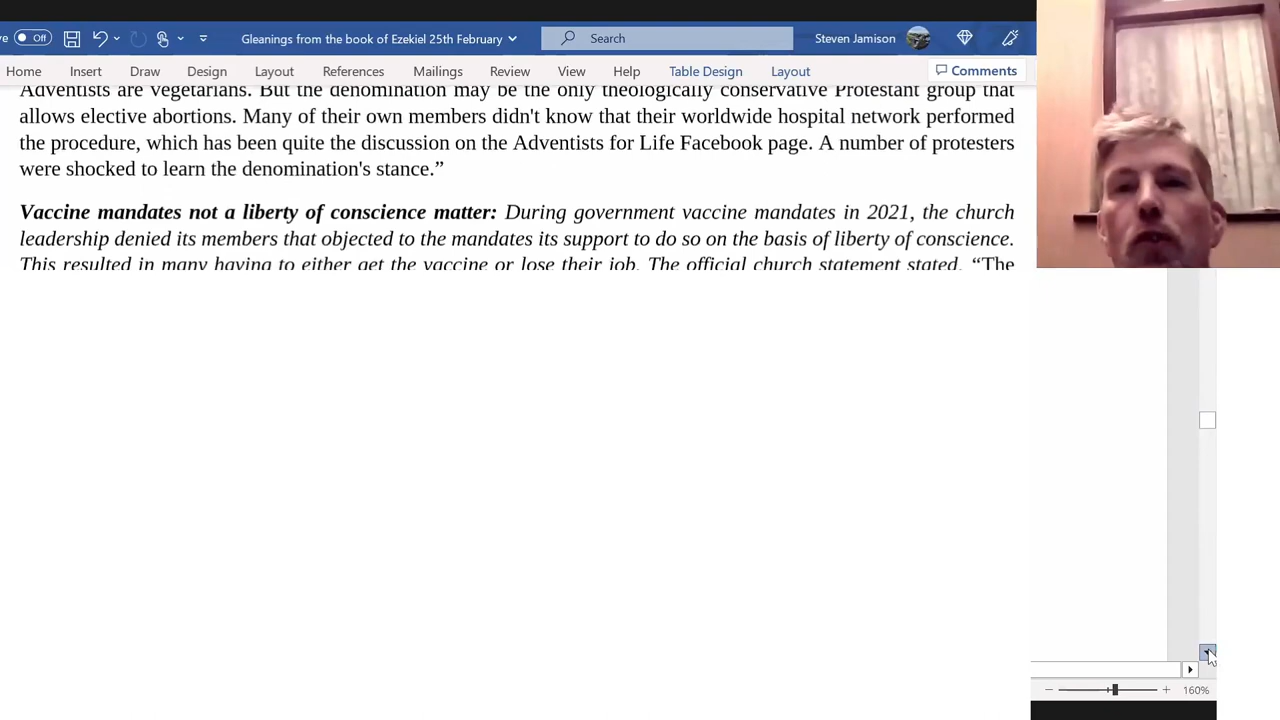 Off
Gleanings from the book of Ezekiel 25th February
Search
Steven Jamison
Home Insert Draw Design Layout References Mailings Review View Help Table Design Layout Comments
Adventists are vegetarians. But the denomination may be the only theologically conservative Protestant group that
allows elective abortions. Many of their own members didn't know that their worldwide hospital network performed
the procedure, which has been quite the discussion on the Adventists for Life Facebook page. A number of protesters
were shocked to learn the denomination's stance.”
Vaccine mandates not a liberty of conscience matter: During government vaccine mandates in 2021, the church
leadership denied its members that objected to the mandates its support to do so on the basis of liberty of conscience.
This resulted in many having to either get the vaccine or lose their job. The official church statement stated, “The
160%